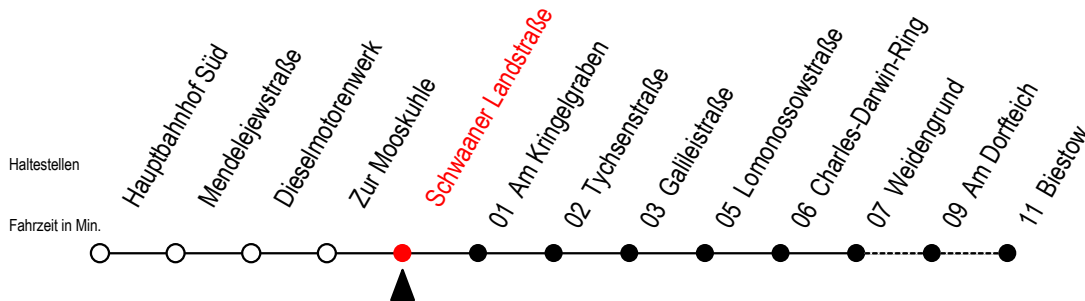 Haltestellen
Fahrzeit in Min.
Hauptbahnhof Süd
Mendelejewstraße
Dieselmotorenwerk
Zur Mooskuhle
Schwaaner Landstraße
01 Am Kringelgraben
02 Tychsenstraße
03 Galileistraße
05 Lomonossowstraße
06 Charles-Darwin-Ring
07 Weidengrund
09 Am Dorfteich
11 Biestow